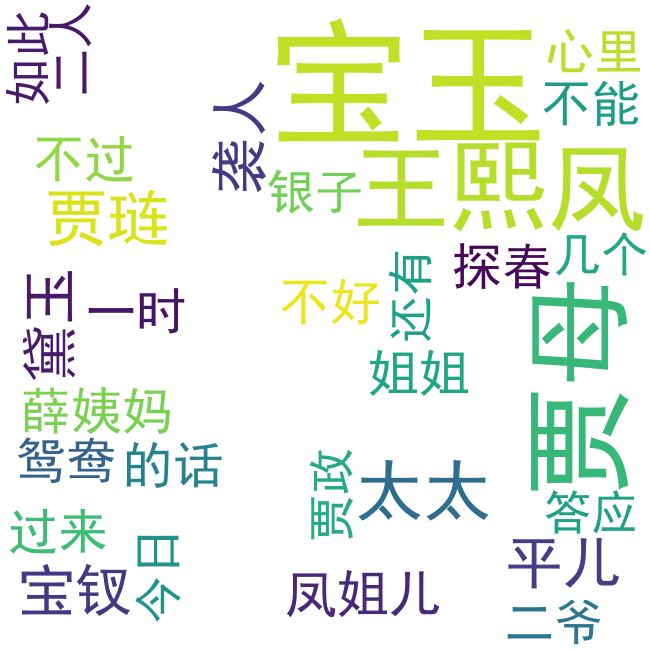 如此
二人
宝玉
心里
不能
袭人
不过
银子
王熙凤
贾琏
几个
探春
还有
黛玉
一时
不好
贾母
姐姐
薛姨妈
鸳鸯
的话
贾政
太太
答应
过来
今日
平儿
宝钗
凤姐儿
二爷